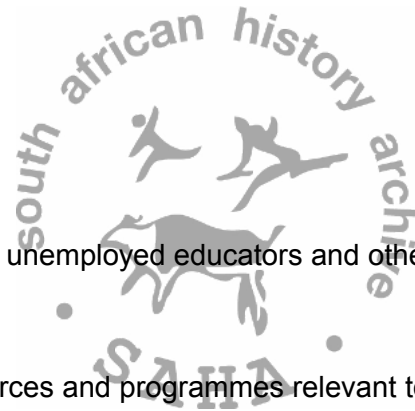 south african history archive
unemployed educators and othe
rces and programmes relevant to
SAHA